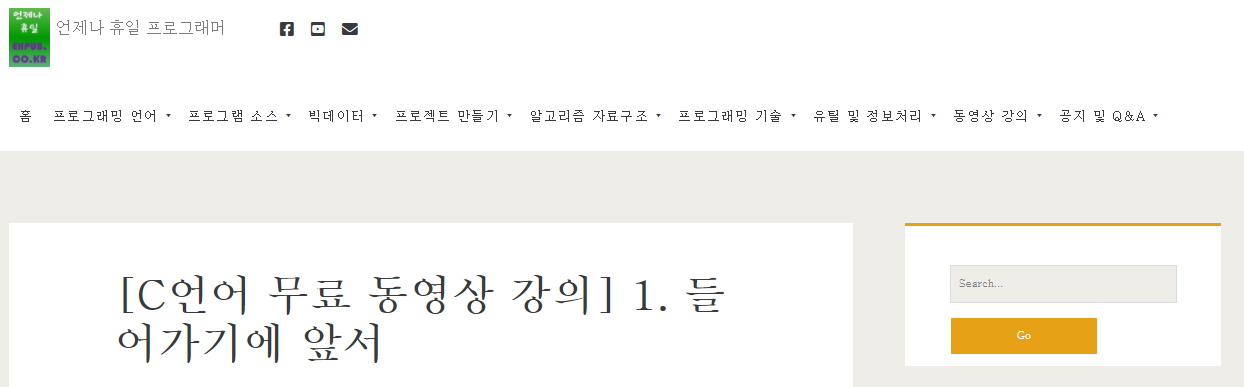 언제나
휴일
EHPUB.
CO.KR
언제나 휴일 프로그래머
홈 프로그래밍 언어 프로그램 소스 빅데이터 프로젝트 만들기 알고리즘 자료구조 프로그래밍 기술 유틸 및 정보처리 동영상 강의 공지 및 Q&A
[C언어 무료 동영상 강의] 1. 들
어가기에 앞서
Search...
Go